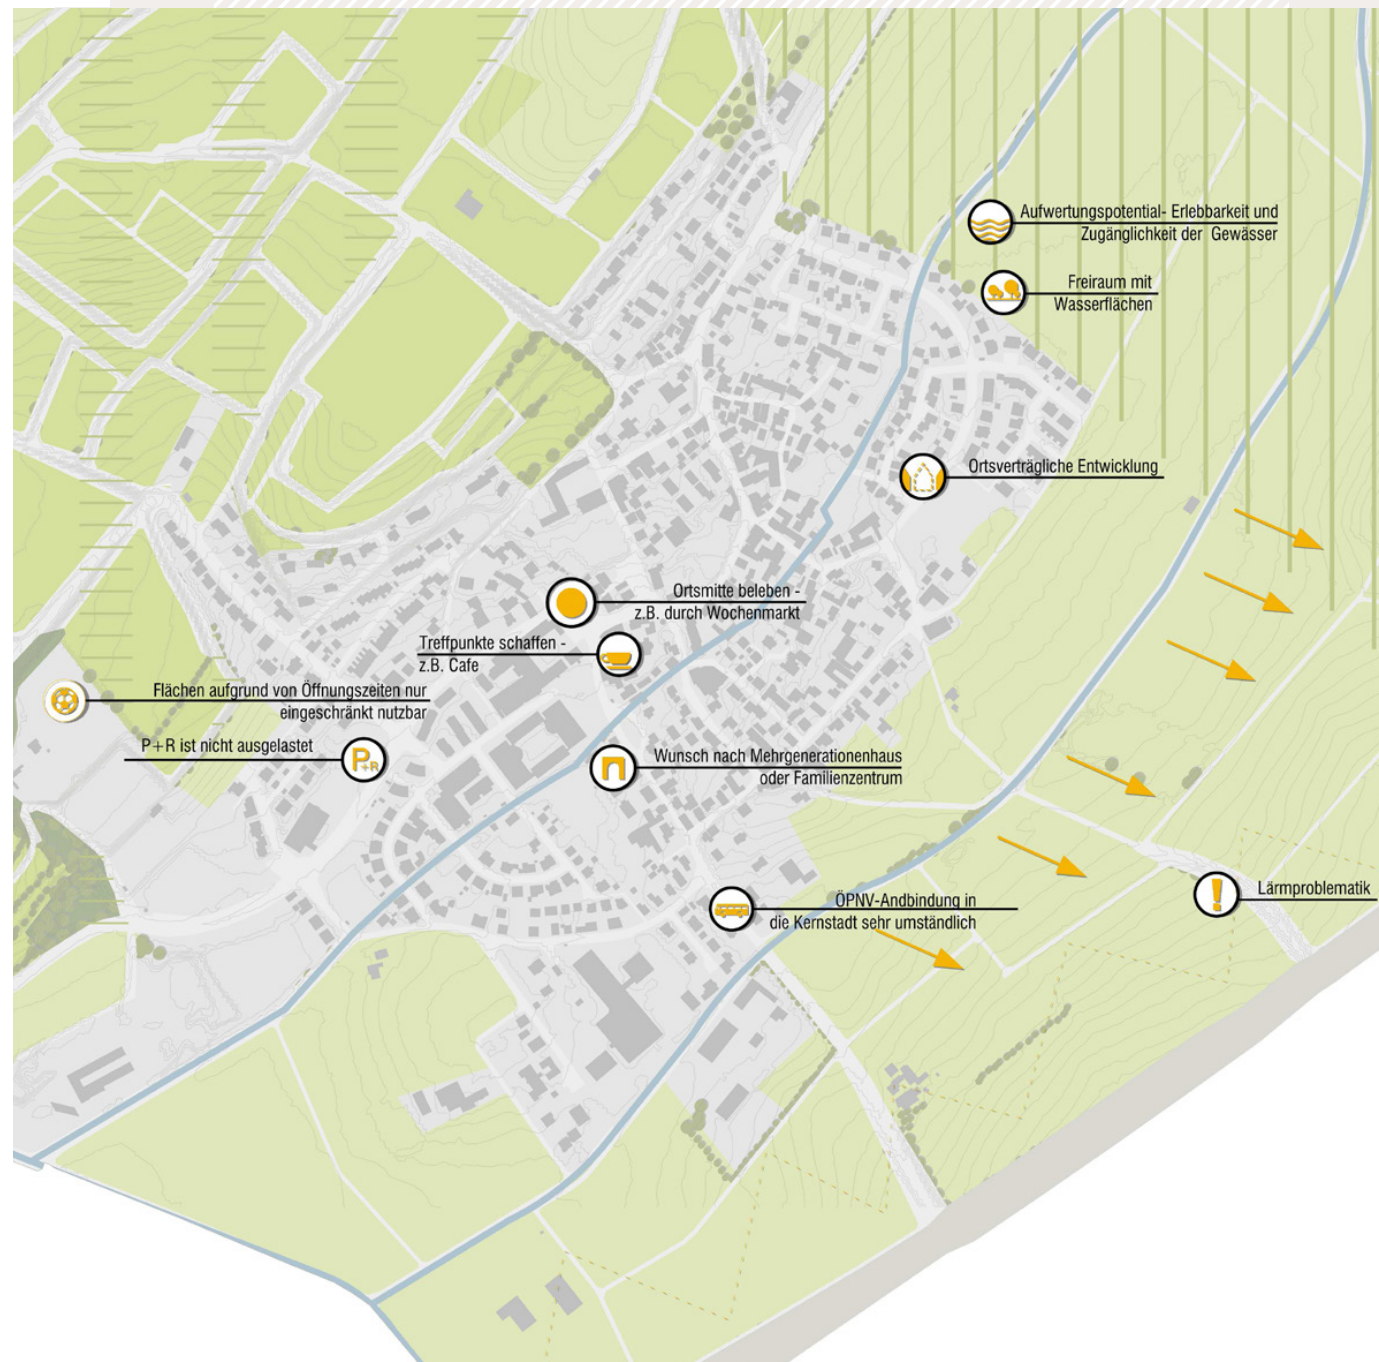 Aufwertungspotential- Erlebbarkeit und
Zugänglichkeit der Gewässer
Freiraum mit
Wasserflächen
Ortsverträgliche Entwicklung
Ortsmitte beleben -
z.B. durch Wochenmarkt
Treffpunkte schaffen -
z.B. Cafe
Flächen aufgrund von Öffnungszeiten nur
eingeschränkt nutzbar
P+R ist nicht ausgelastet
P+R
Wunsch nach Mehrgenerationenhaus
oder Familienzentrum
ÖPNV-Andbindung in
die Kernstadt sehr umständlich
!
Lärmproblematik